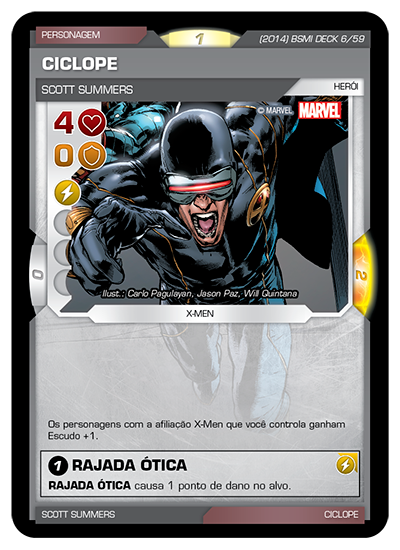 PERSONAGEM
1
(2014) BSMI DECK 6/59
CICLOPE
SCOTT SUMMERS
HERÓI
4
© MARVEL
MARVEL
0
0
2
Ilust.: Carlo Pagulayan, Jason Paz, Will Quintana
X-MEN
Os personagens com a afiliação X-Men que você controla ganham
Escudo +1.
1 RAJADA ÓTICA
RAJADA ÓTICA causa 1 ponto de dano no alvo.
SCOTT SUMMERS
CICLOPE